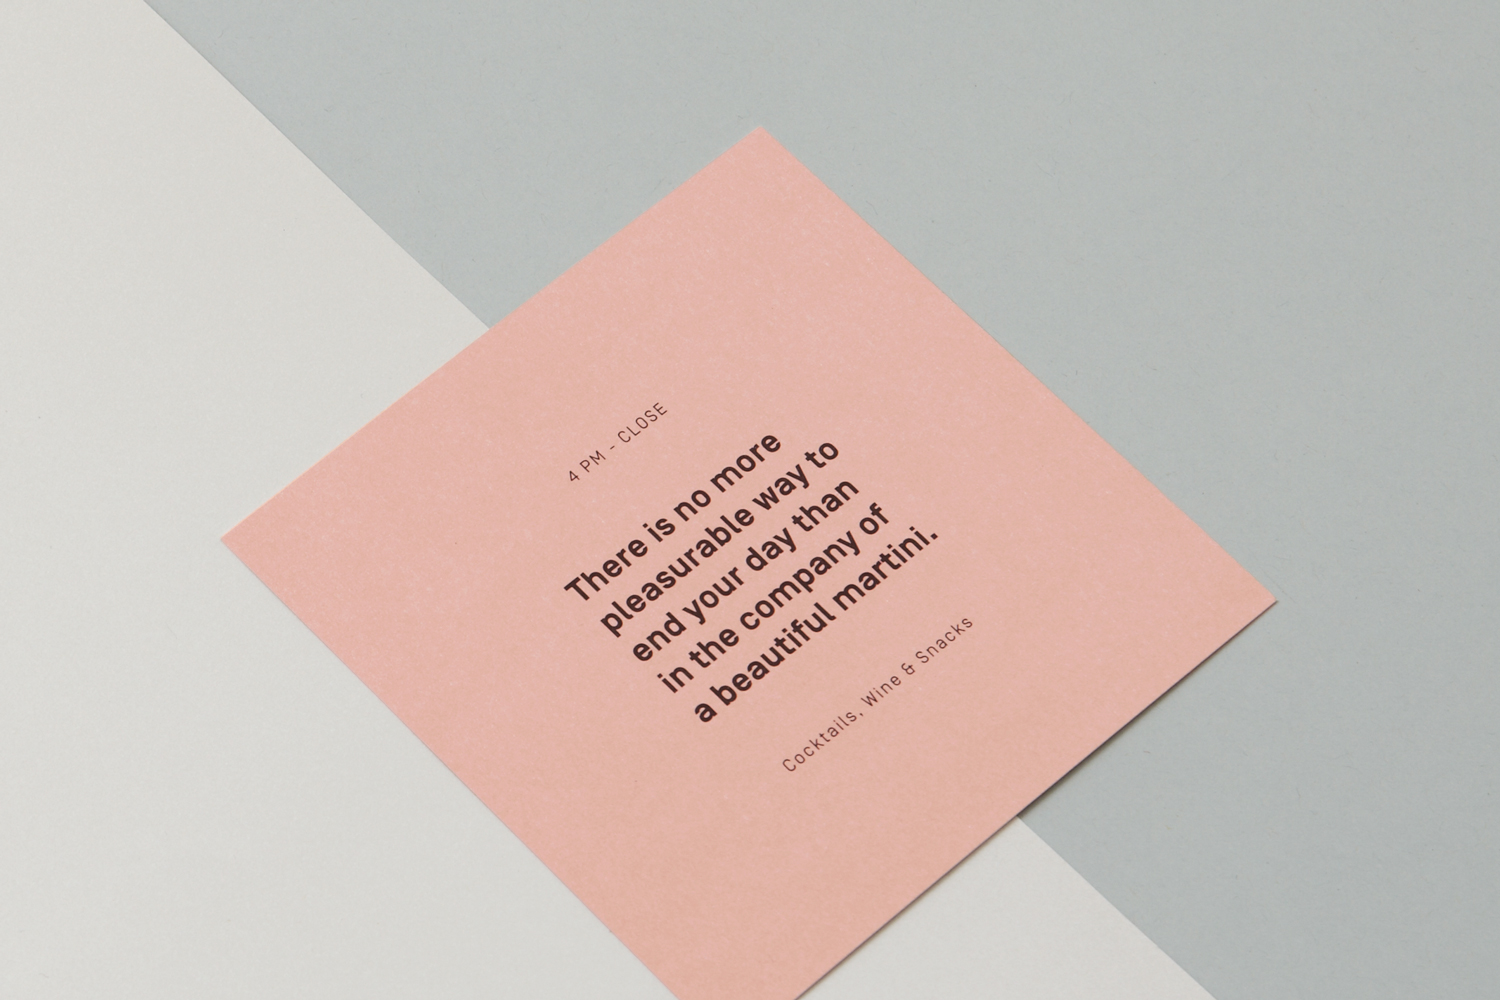 4 PM - CLOSE
There is no more
pleasurable way to
end your day than
in the company of
a beautiful martini.
Cocktails, Wine & Snacks